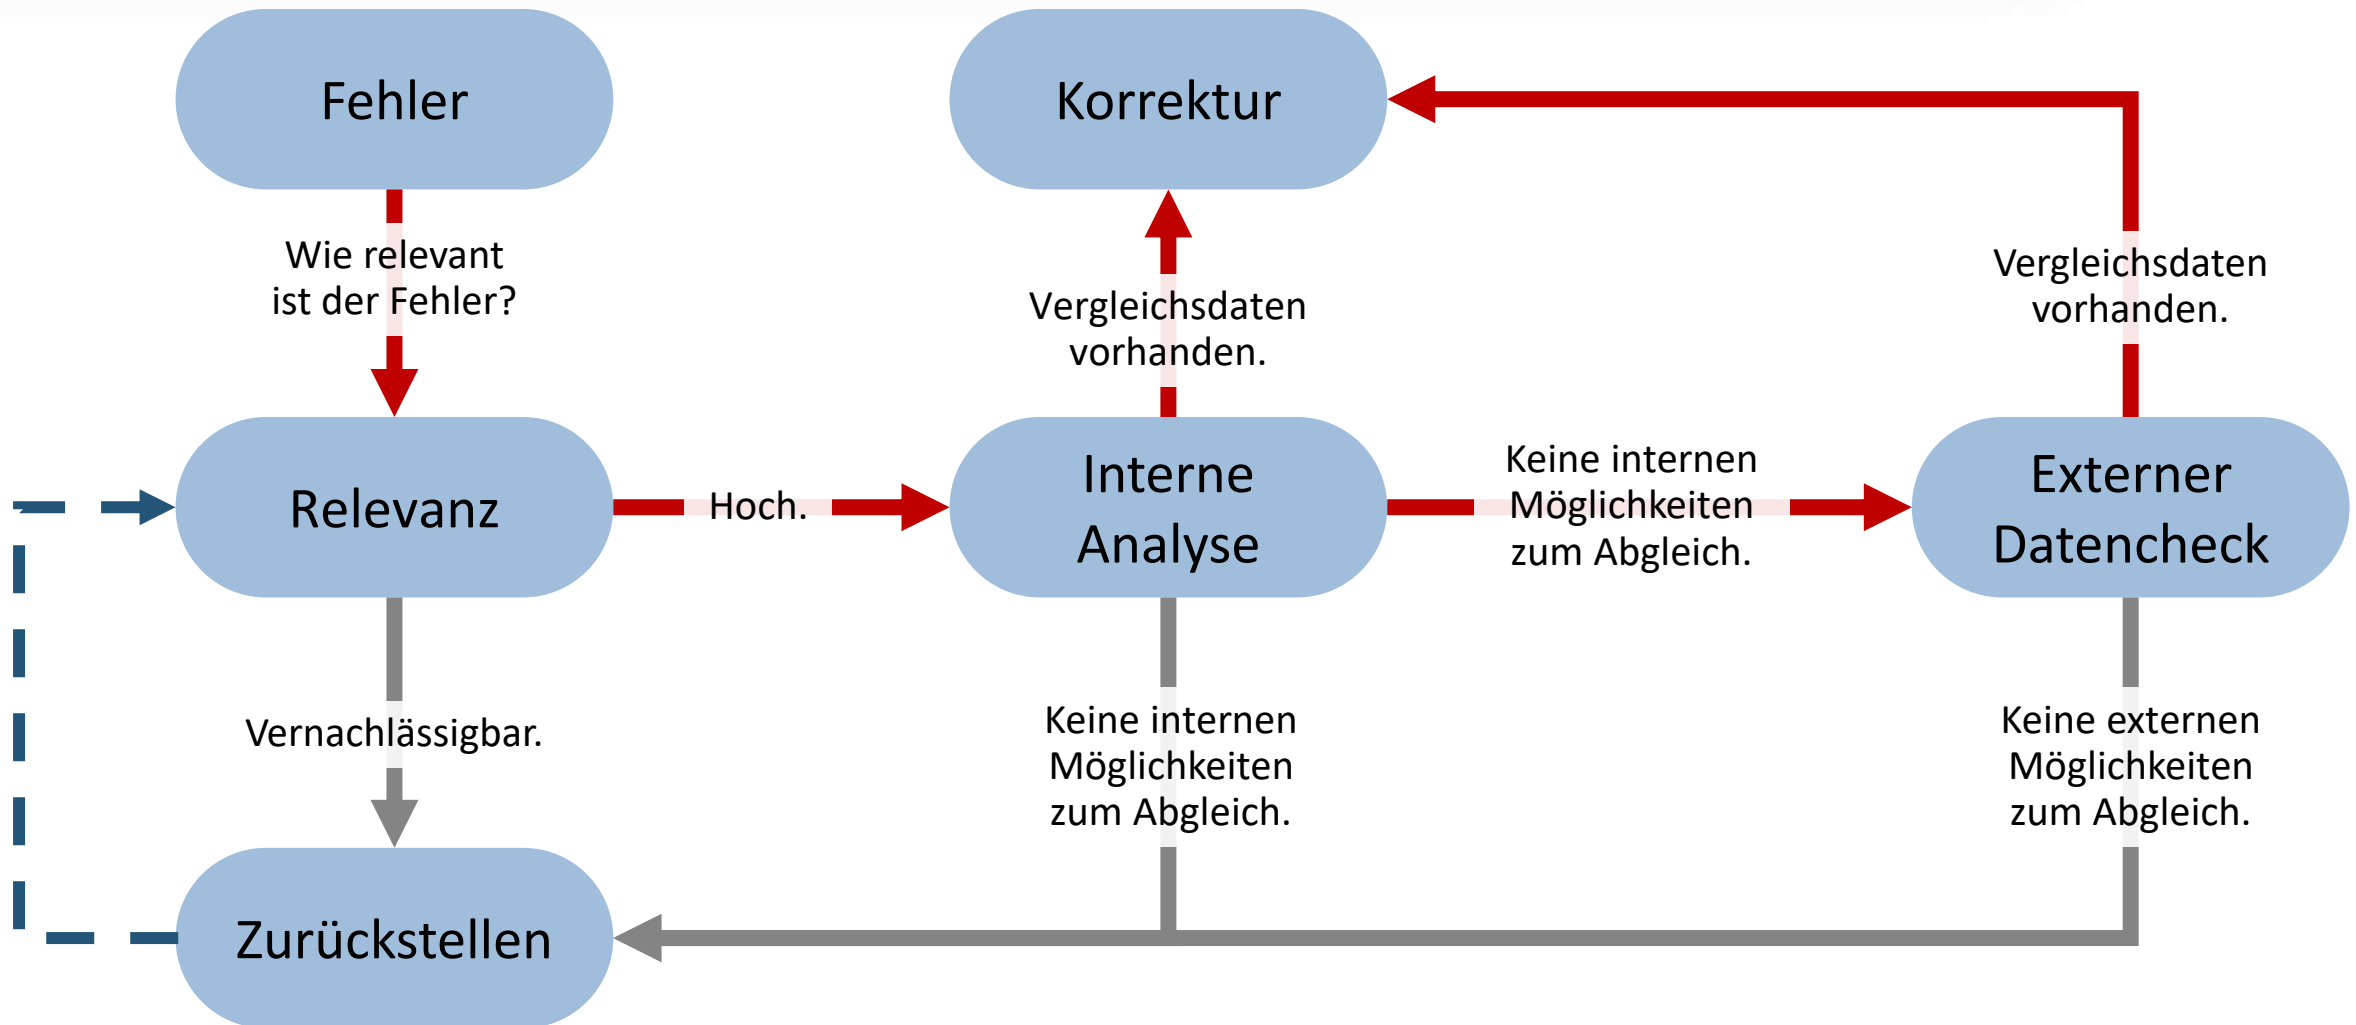 Fehler
Korrektur
Wie relevant
ist der Fehler?
Vergleichsdaten
vorhanden.
Vergleichsdaten
vorhanden.
Relevanz
Hoch.
Interne
Analyse
Keine internen
Möglichkeiten
zum Abgleich.
Externer
Datencheck
Vernachlässigbar.
Keine internen
Möglichkeiten
zum Abgleich.
Keine externen
Möglichkeiten
zum Abgleich.
Zurückstellen